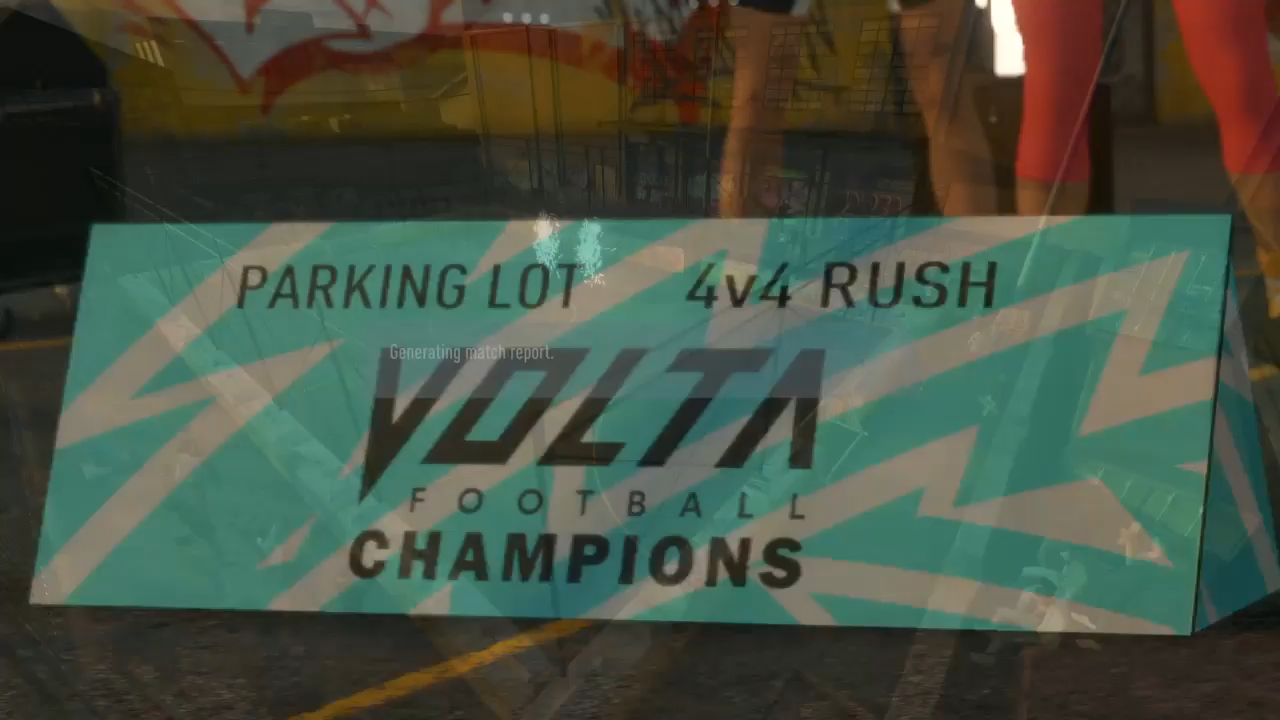 PARKING LOT 4v4 RUSH
Generating match report.
VOLTA
FOOTBALL
CHAMPIONS